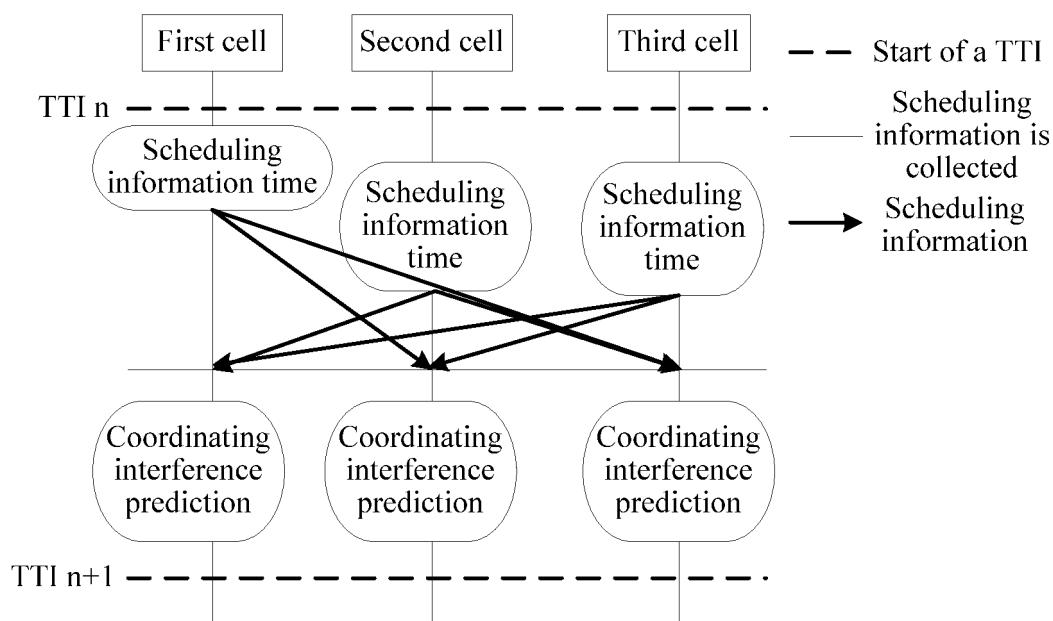 First cell
Second cell
Third cell
Start of a TTI
TTI n
Scheduling
information is
collected
Scheduling
information time
Scheduling
information
time
Scheduling
information
time
Scheduling
information
Coordinating
interference
prediction
Coordinating
interference
prediction
Coordinating
interference
prediction
TTI n+1